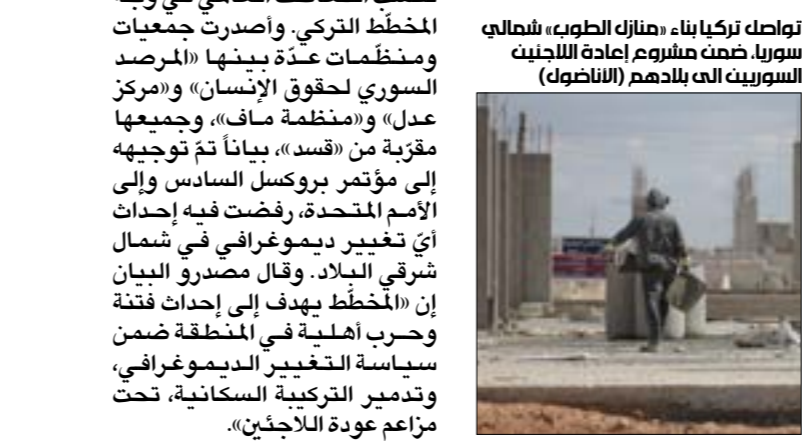 تواصل تركيا بناء «منازل الطوب» شمالي
سوريا، ضمن مشروع إعادة اللاجئين
السوريين الى بلادهم (الأناضول)
المخطّط التركي. وأصدرت جمعيات
ومنظّمات عدّة بينها «المرصد
السوري لحقوق الإنسان» و«مركز
عدل» و«منظمة ماف»، وجميعها
مقرّبة من «قسد»، بياناً تمّ توجيهه
إلى مؤتمر بروكسل السادس وإلى
الأمم المتحدة، رفضت فيه إحداث
أيّ تغيير ديموغرافي في شمال
شرقي البلاد. وقال مصدرو البيان
إن «المخطَّط يهدف إلى إحداث فتنة
وحرب أهلية في المنطقة ضمن
سياسة التغيير الديموغرافي،
وتدمير التركيبة السكانية، تحت
مزاعم عودة اللاجئين».